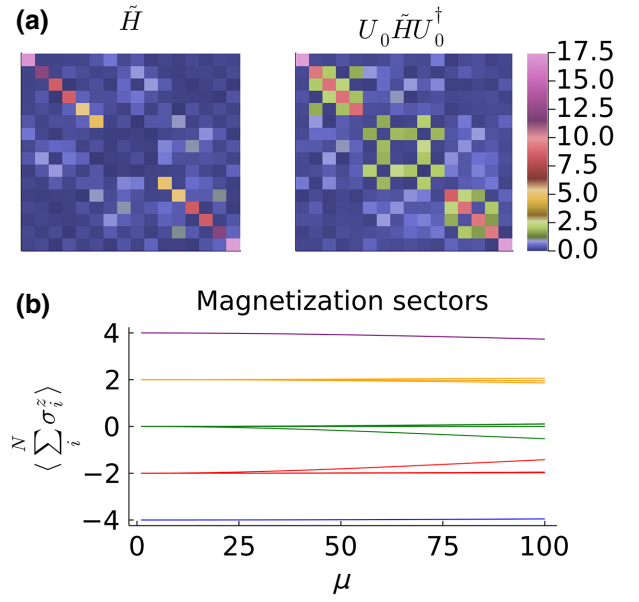 (a)
H̃
U₀H̃U₀†
17.5
15.0
12.5
10.0
7.5
5.0
2.5
0.0
(b)
Magnetization sectors
⟨∑ᵢᴺ σᵢᶻ⟩
4
2
0
−2
−4
0
25
50
75
100
μ